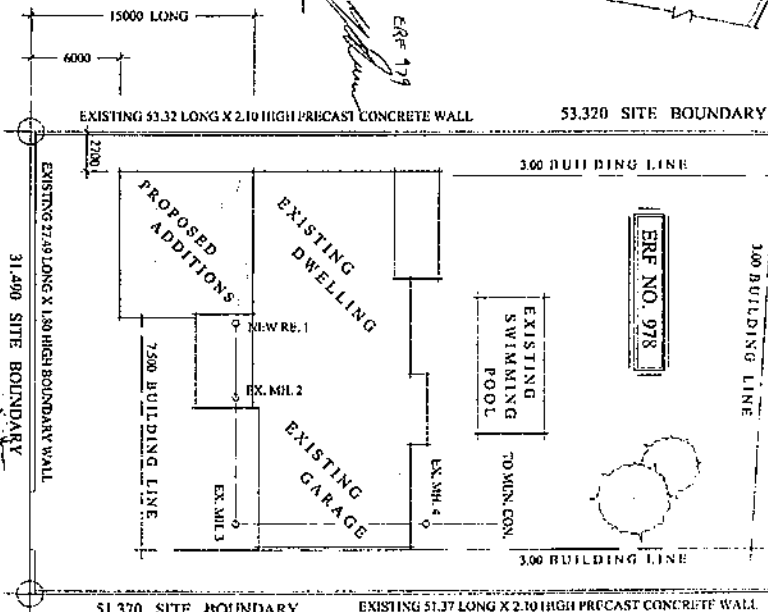 15000 LONG
6000
ERF 979
EXISTING 53.32 LONG X 2.10 HIGH PRECAST CONCRETE WALL
53.320 SITE BOUNDARY
2700
3.00 BUILDING LINE
PROPOSED
ADDITIONS
EXISTING
DWELLING
ERF NO. 978
3.00 BUILDING LINE
EXISTING 27.49 LONG X 1.80 HIGH BOUNDARY WALL
31.490 SITE BOUNDARY
NEW RE. 1
EXISTING
SWIMMING
POOL
7.500 BUILDING LINE
EX. MH. 2
EXISTING
GARAGE
EX. MH. 3
EX. MH. 4
TO MUN. CON.
3.00 BUILDING LINE
51.370 SITE BOUNDARY
EXISTING 51.37 LONG X 2.10 HIGH PRECAST CONCRETE WALL